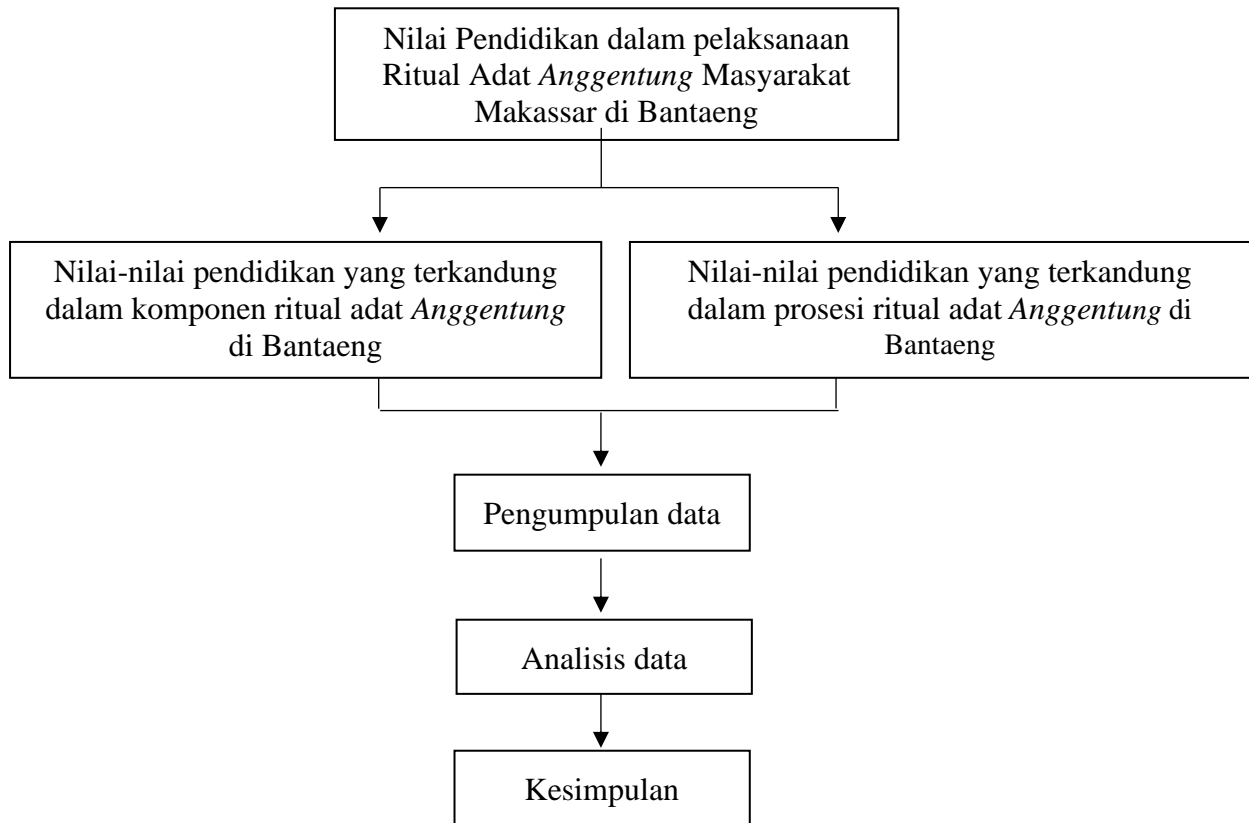 Nilai Pendidikan dalam pelaksanaan
Ritual Adat Anggentung Masyarakat
Makassar di Bantaeng
Nilai-nilai pendidikan yang terkandung
dalam komponen ritual adat Anggentung
di Bantaeng
Nilai-nilai pendidikan yang terkandung
dalam prosesi ritual adat Anggentung di
Bantaeng
Pengumpulan data
Analisis data
Kesimpulan